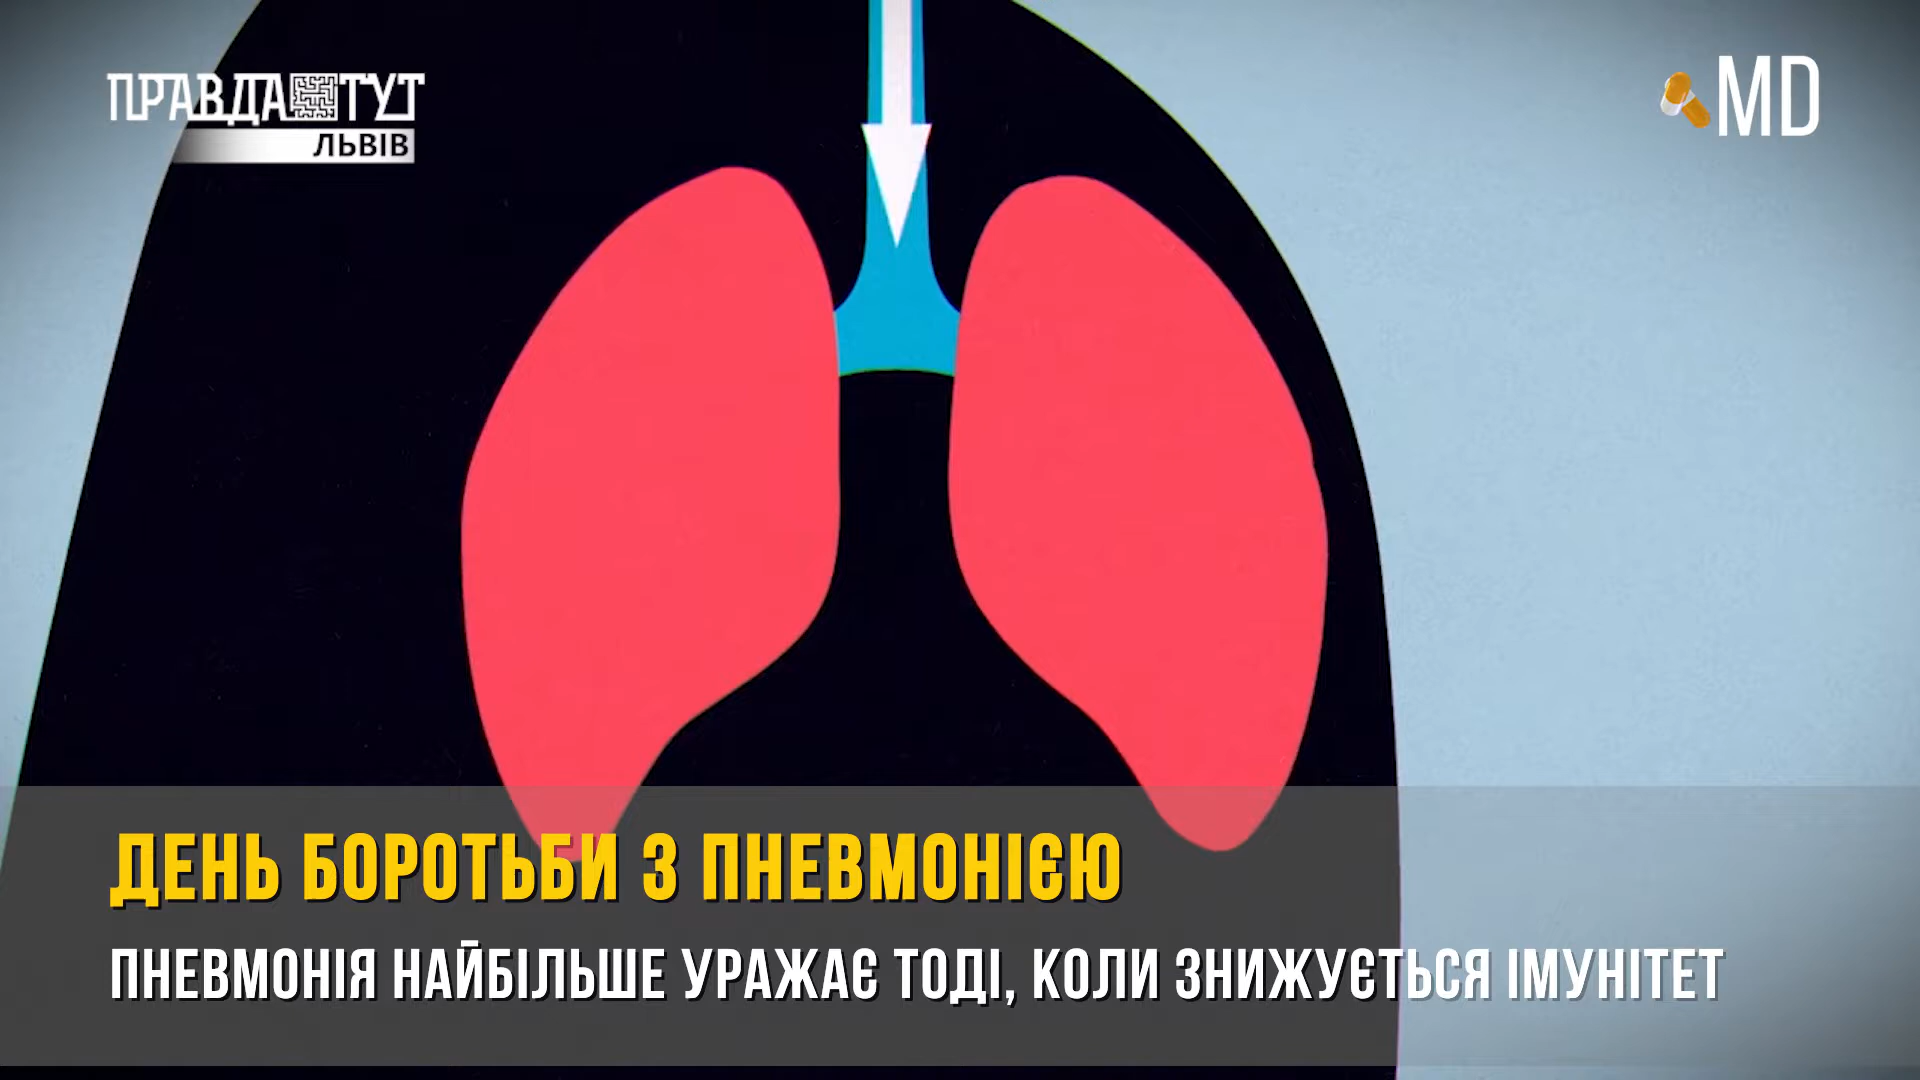 ПРАВДА ТУТ
ЛЬВІВ
MD
ДЕНЬ БОРОТЬБИ З ПНЕВМОНІЄЮ
ПНЕВМОНІЯ НАЙБІЛЬШЕ УРАЖАЄ ТОДІ, КОЛИ ЗНИЖУЄТЬСЯ ІМУНІТЕТ